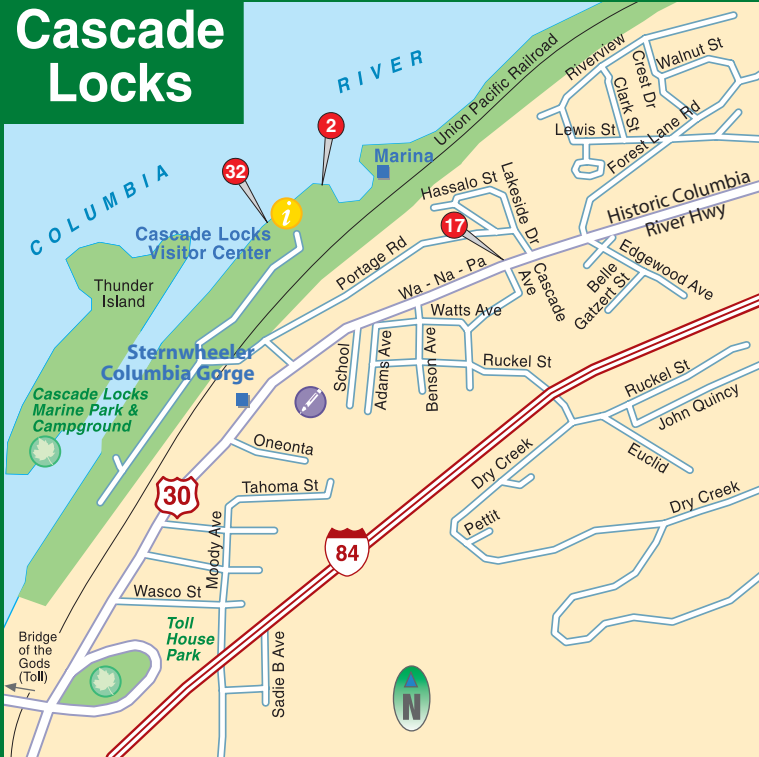 Cascade
Locks
COLUMBIA
RIVER
Union Pacific Railroad
2
32
17
Marina
Cascade Locks
Visitor Center
i
Thunder
Island
Sternwheeler
Columbia Gorge
Cascade Locks
Marine Park &
Campground
Riverview
Crest Dr
Walnut St
Clark St
Lewis St
Forest Lane Rd
Hassalo St
Lakeside Dr
Historic Columbia
River Hwy
Portage Rd
Wa - Na - Pa
Cascade
Ave
Belle
Gatzert St
Edgewood Ave
Watts Ave
School
Adams Ave
Benson Ave
Ruckel St
Ruckel St
John Quincy
Euclid
Dry Creek
Dry Creek
Pettit
Oneonta
Tahoma St
30
84
Moody Ave
Wasco St
Toll
House
Park
Sadie B Ave
Bridge
of the
Gods
(Toll)
N